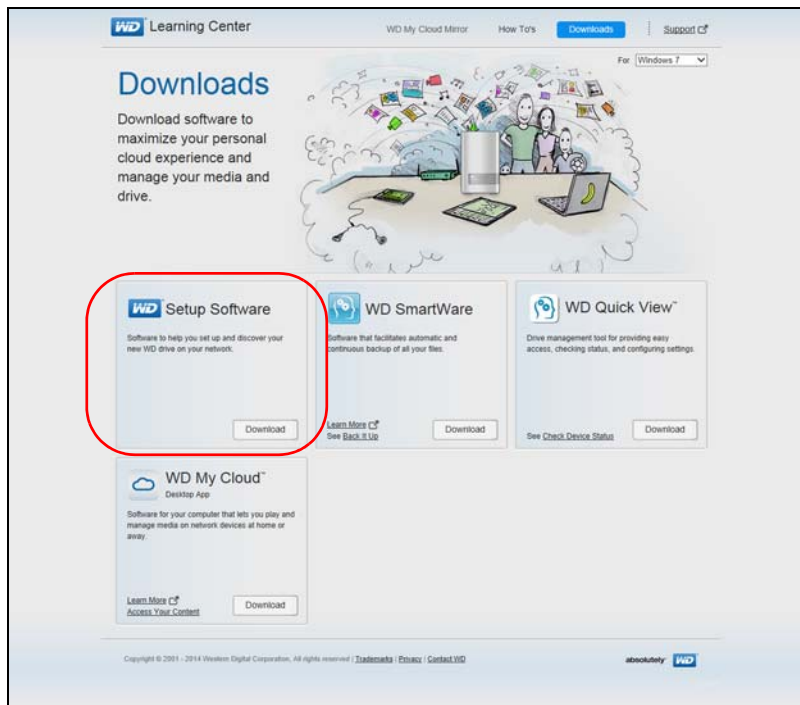 WD Learning Center
WD My Cloud Mirror
How To's
Downloads
Support
For Windows 7
Downloads
Download software to
maximize your personal
cloud experience and
manage your media and
drive.
WD Setup Software
Software to help you set up and discover your
new WD drive on your network.
Download
WD SmartWare
Software that facilitates automatic and
continuous backup of all your files.
Learn More
See Back It Up
Download
WD Quick View™
Drive management tool for providing easy
access, checking status, and configuring settings.
See Check Device Status
Download
WD My Cloud™
Desktop App
Software for your computer that lets you play and
manage media on network devices at home or
away.
Learn More
Access Your Content
Download
Copyright © 2001 - 2014 Western Digital Corporation, All rights reserved | Trademarks | Privacy | Contact WD
absolutely WD